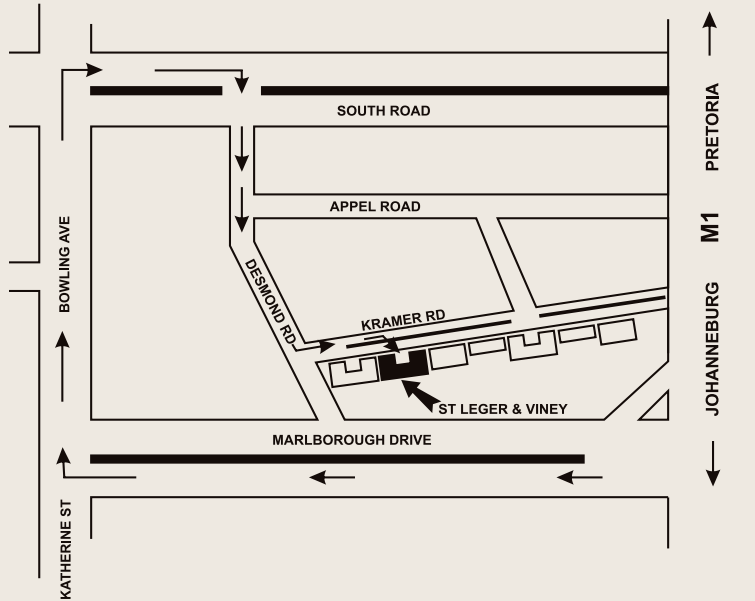 SOUTH ROAD
PRETORIA
APPEL ROAD
M1
BOWLING AVE
DESMOND RD
KRAMER RD
JOHANNEBURG
ST LEGER & VINEY
MARLBOROUGH DRIVE
KATHERINE ST